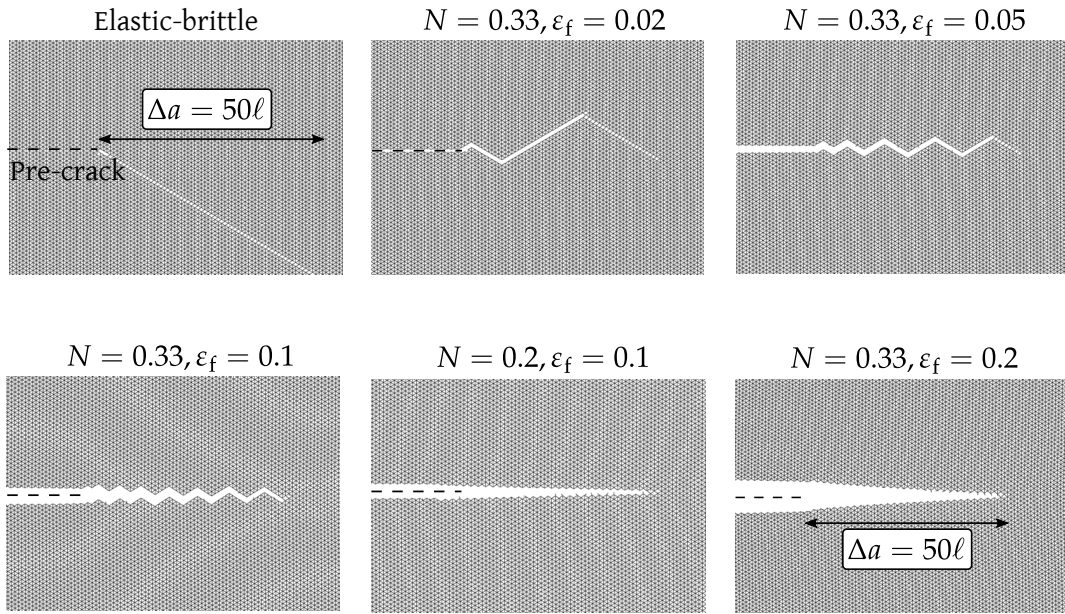 Elastic-brittle
N = 0.33, ε_f = 0.02
N = 0.33, ε_f = 0.05
Δa = 50ℓ
Pre-crack
N = 0.33, ε_f = 0.1
N = 0.2, ε_f = 0.1
N = 0.33, ε_f = 0.2
Δa = 50ℓ